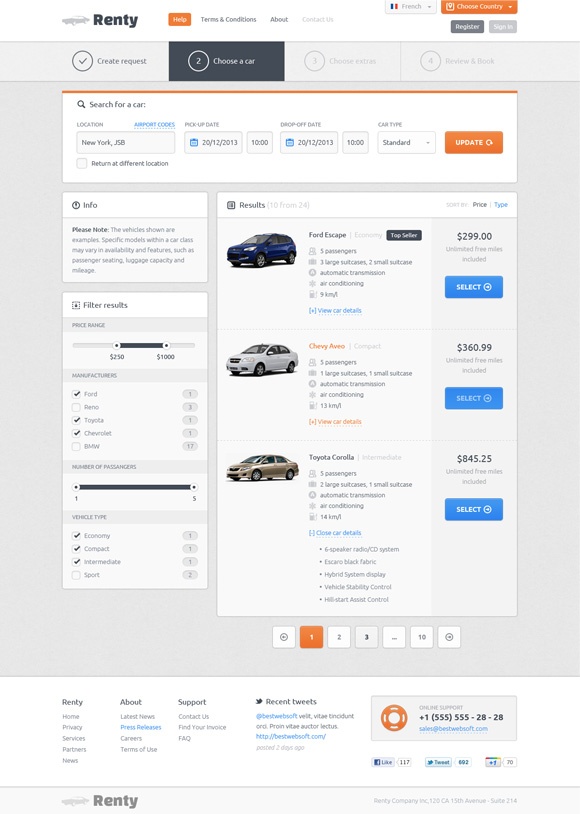 Renty
Help Terms & Conditions About Contact Us
French Choose Country
Register Sign in
Create request
2 Choose a car
3 Choose extras
4 Review & Book
Search for a car:
LOCATION AIRPORT CODES PICK-UP DATE DROP-OFF DATE CAR TYPE
New York, JSB 20/12/2013 10:00 20/12/2013 10:00 Standard UPDATE
Return at different location
Info
Please Note: The vehicles shown are
examples. Specific models within a car class
may vary in availability and features, such as
passenger seating, luggage capacity and
mileage.
Filter results
PRICE RANGE
$250 $1000
MANUFACTURERS
Ford 1
Reno 3
Toyota 1
Chevrolet 1
BMW 17
NUMBER OF PASSANGERS
1 5
VEHICLE TYPE
Economy 1
Compact 1
Intermediate 1
Sport 2
Results (10 from 24) SORT BY: Price | Type
Ford Escape | Economy Top Seller
5 passengers
3 large suitcases, 2 small suitcase
automatic transmission
air conditioning
9 km/l
[+] View car details
$299.00
Unlimited free miles
included
SELECT
Chevy Aveo | Compact
5 passengers
1 large suitcases, 1 small suitcase
automatic transmission
air conditioning
13 km/l
[+] View car details
$360.99
Unlimited free miles
included
SELECT
Toyota Corolla | Intermediate
5 passengers
2 large suitcases, 1 small suitcase
automatic transmission
air conditioning
14 km/l
[-] Close car details
• 6-speaker radio/CD system
• Escaro black fabric
• Hybrid System display
• Vehicle Stability Control
• Hill-start Assist Control
$845.25
Unlimited free miles
included
SELECT
1 2 3 ... 10
Renty
Home
Privacy
Services
Partners
News
About
Latest News
Press Releases
Careers
Terms of Use
Support
Contact Us
Find Your Invoice
FAQ
Recent tweets
@bestwebsoft velit, vitae tincidunt
orci. Proin vitae auctor lectus.
http://bestwebsoft.com/
posted 2 days ago
ONLINE SUPPORT
+1 (555) 555 - 28 - 28
sales@bestwebsoft.com
Like 117 Tweet 602 +1 70
Renty
Renty Company Inc,120 CA 15th Avenue - Suite 214